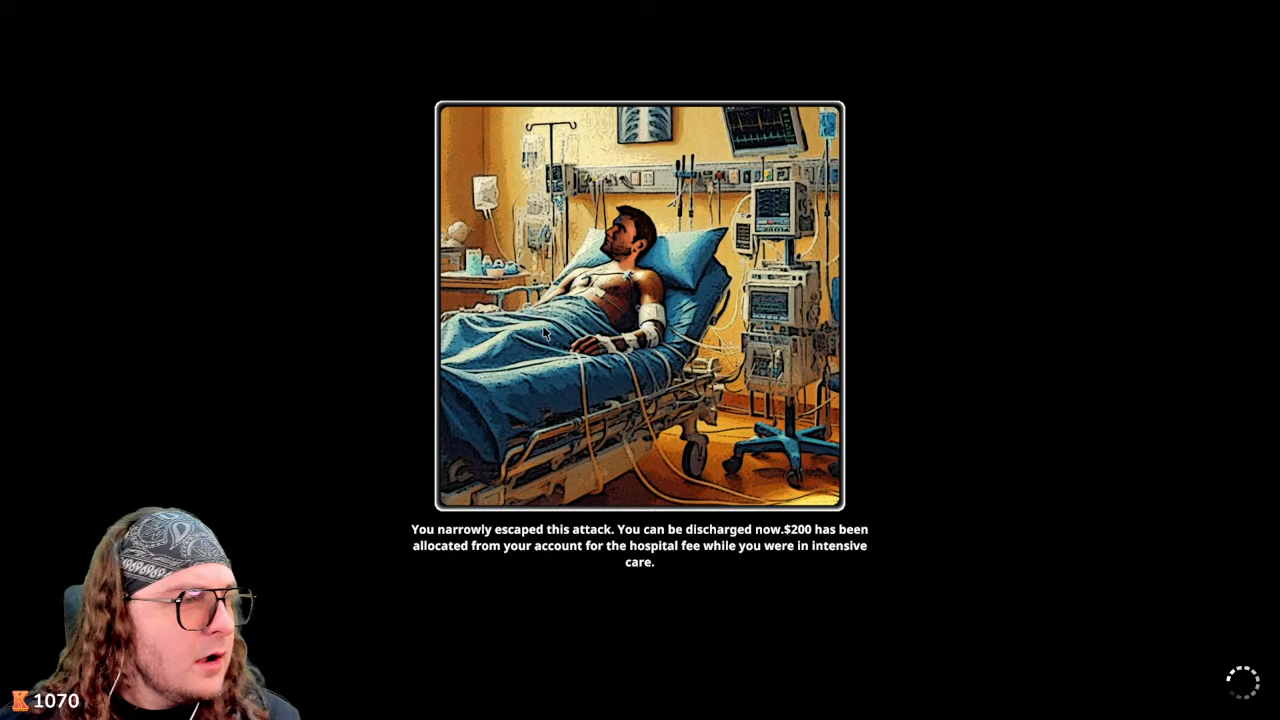 You narrowly escaped this attack. You can be discharged now.$200 has been
allocated from your account for the hospital fee while you were in intensive
care.
K 1070